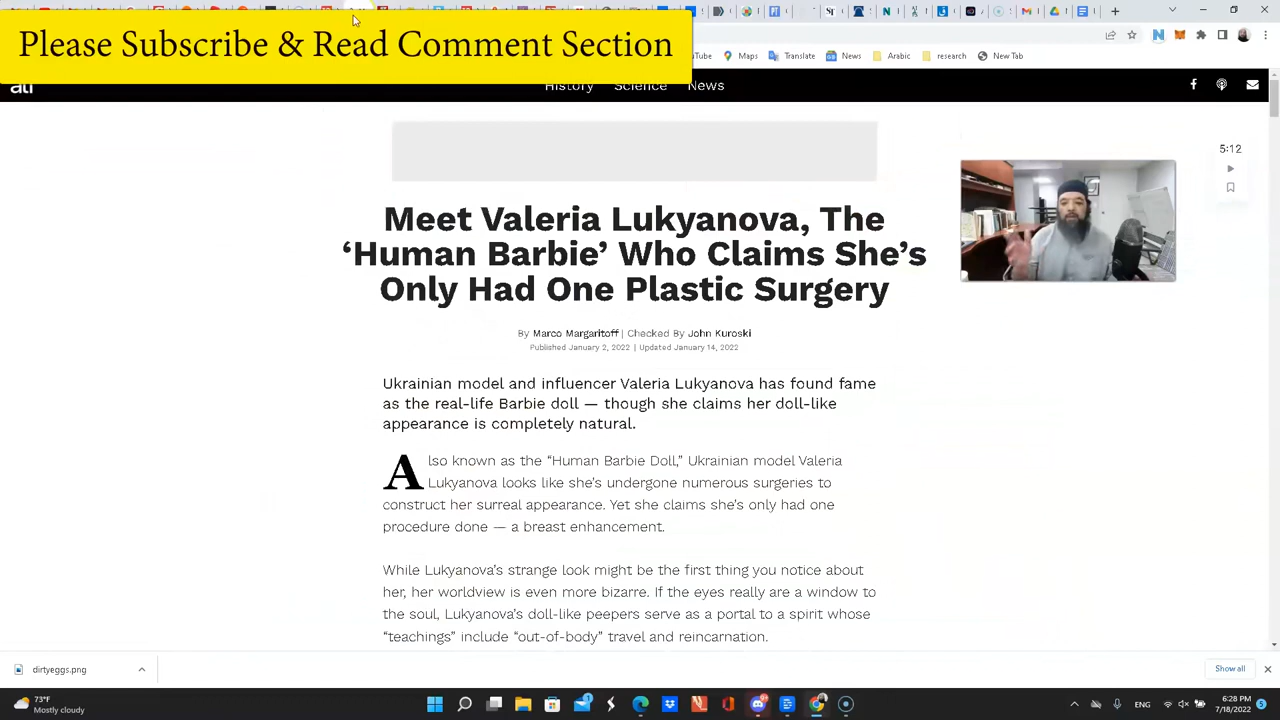 Please Subscribe & Read Comment Section
YouTube Maps Translate News Arabic research New Tab
ati
History Science News
5:12
Meet Valeria Lukyanova, The
‘Human Barbie’ Who Claims She’s
Only Had One Plastic Surgery
By Marco Margaritoff | Checked By John Kuroski
Published January 2, 2022 | Updated January 14, 2022
Ukrainian model and influencer Valeria Lukyanova has found fame
as the real-life Barbie doll — though she claims her doll-like
appearance is completely natural.
Also known as the “Human Barbie Doll,” Ukrainian model Valeria
Lukyanova looks like she’s undergone numerous surgeries to
construct her surreal appearance. Yet she claims she’s only had one
procedure done — a breast enhancement.
While Lukyanova’s strange look might be the first thing you notice about
her, her worldview is even more bizarre. If the eyes really are a window to
the soul, Lukyanova’s doll-like peepers serve as a portal to a spirit whose
“teachings” include “out-of-body” travel and reincarnation.
dirtyeggs.png
Show all
73°F
Mostly cloudy
ENG
6:28 PM
7/18/2022